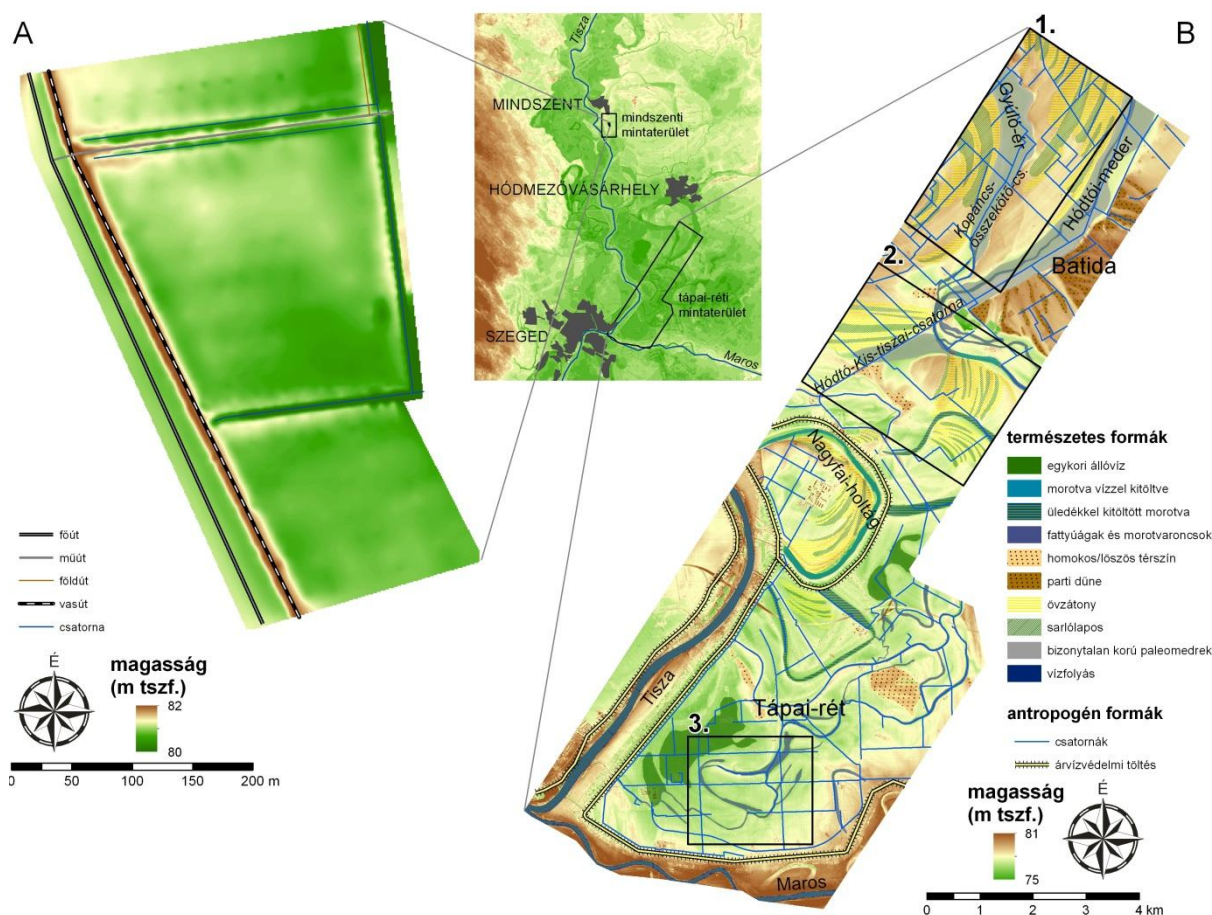 A
főút
műút
földút
vasút
csatorna
É
magasság
(m tszf.)
82
80
0 50 100 150 200 m
Tisza
MINDSZENT
mindszenti
mintaterület
HÓDMEZŐVÁSÁRHELY
tápai-réti
mintaterület
SZEGED
Maros
B
1.
Gyúló-ér
Kopáncs-
összekötő-cs.
Hódtói-meder
2.
Batida
Hódtó-Kis-tiszai-csatorna
Nagyfai-holtág
Tisza
Tápai-rét
3.
Maros
természetes formák
egykori állóvíz
morotva vízzel kitöltve
üledékkel kitöltött morotva
fattyúágak és morotvaroncsok
homokos/löszös térszín
parti düne
övzátony
sarlólapos
bizonytalan korú paleomedrek
vízfolyás
antropogén formák
csatornák
árvízvédelmi töltés
magasság
(m tszf.)
É
81
75
0 1 2 3 4 km